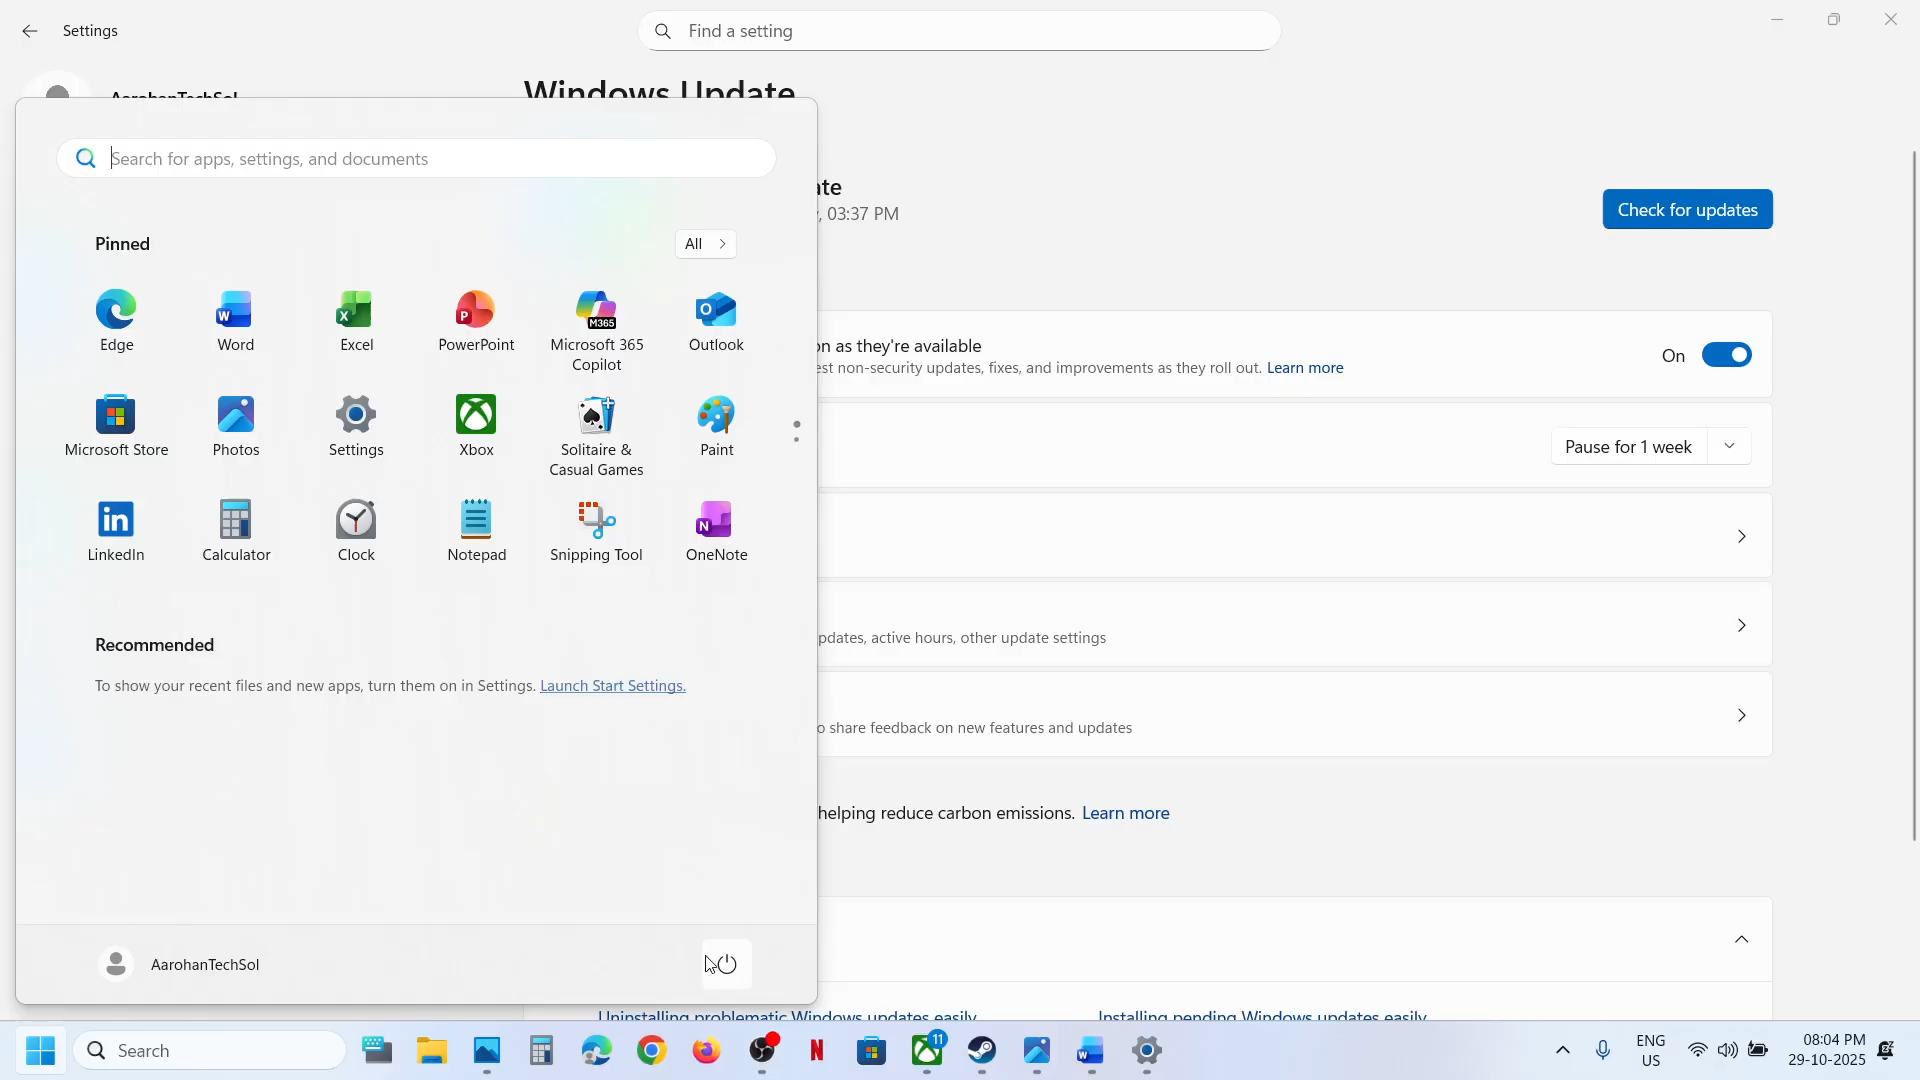 Settings
Find a setting
AarohanTechSol
Windows Update
Search for apps, settings, and documents
, 03:37 PM
Check for updates
Pinned
All
Edge
Word
Excel
PowerPoint
Microsoft 365
Copilot
M365
Outlook
on as they're available
est non-security updates, fixes, and improvements as they roll out. Learn more
On
Microsoft Store
Photos
Settings
Xbox
Solitaire &
Casual Games
Paint
Pause for 1 week
LinkedIn
Calculator
Clock
Notepad
Snipping Tool
OneNote
Recommended
To show your recent files and new apps, turn them on in Settings. Launch Start Settings.
pdates, active hours, other update settings
o share feedback on new features and updates
helping reduce carbon emissions. Learn more
AarohanTechSol
Uninstalling problematic Windows updates easily
Installing pending Windows updates easily
Search
11
ENG
US
08:04 PM
29-10-2025